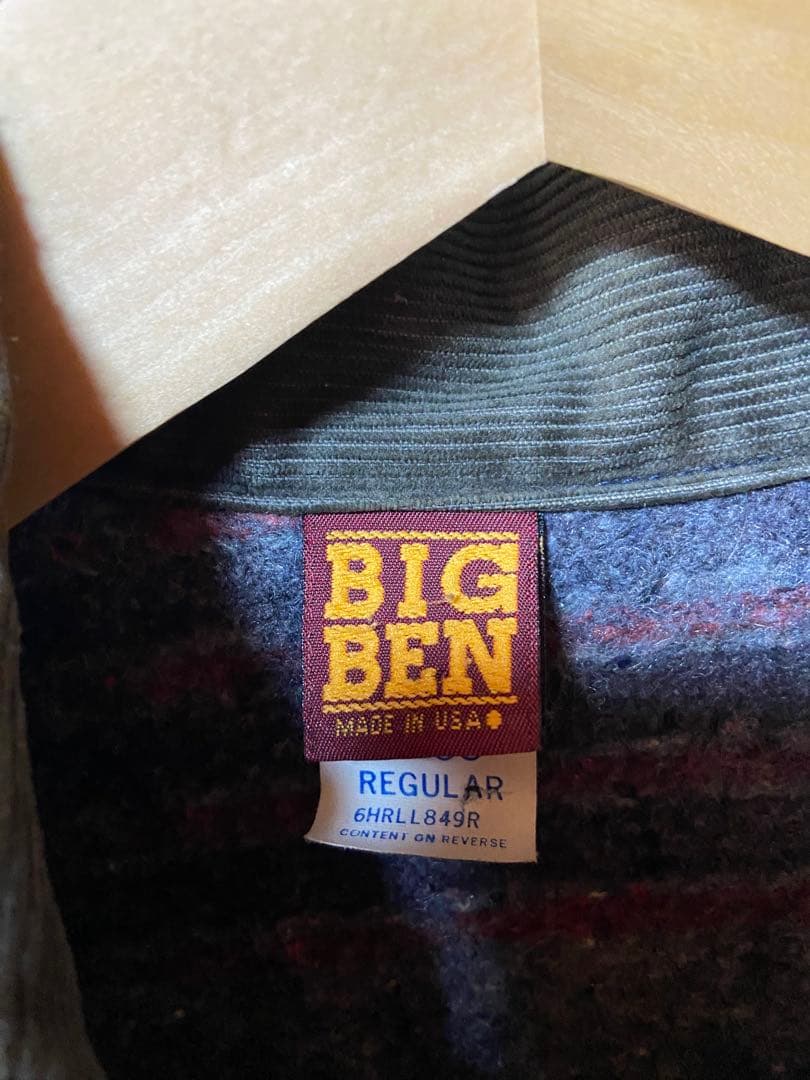 BIG
BEN
MADE IN USA
REGULAR
6HRLL849R
CONTENT ON REVERSE